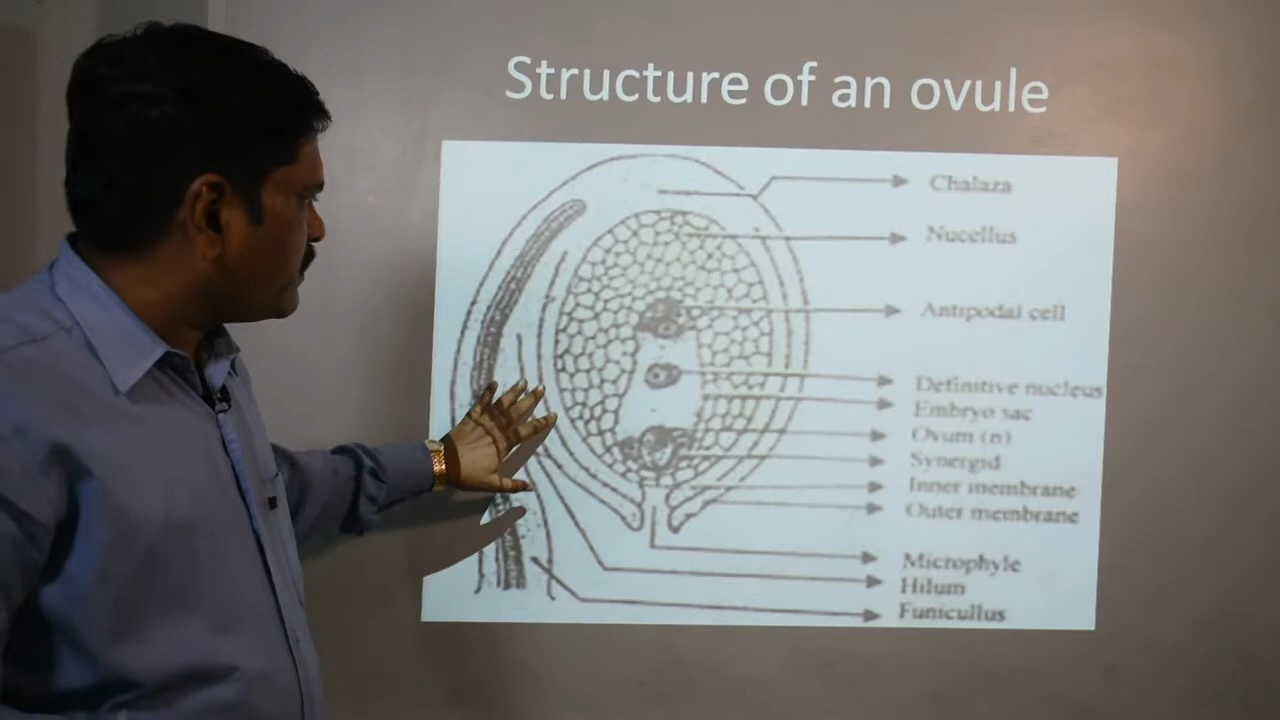 Structure of an ovule
Chalaza
Nucellus
Antipodal cell
Definitive nucleus
Embryo sac
Ovum (n)
Synergid
Inner membrane
Outer membrane
Microphyle
Hilum
Funicullus